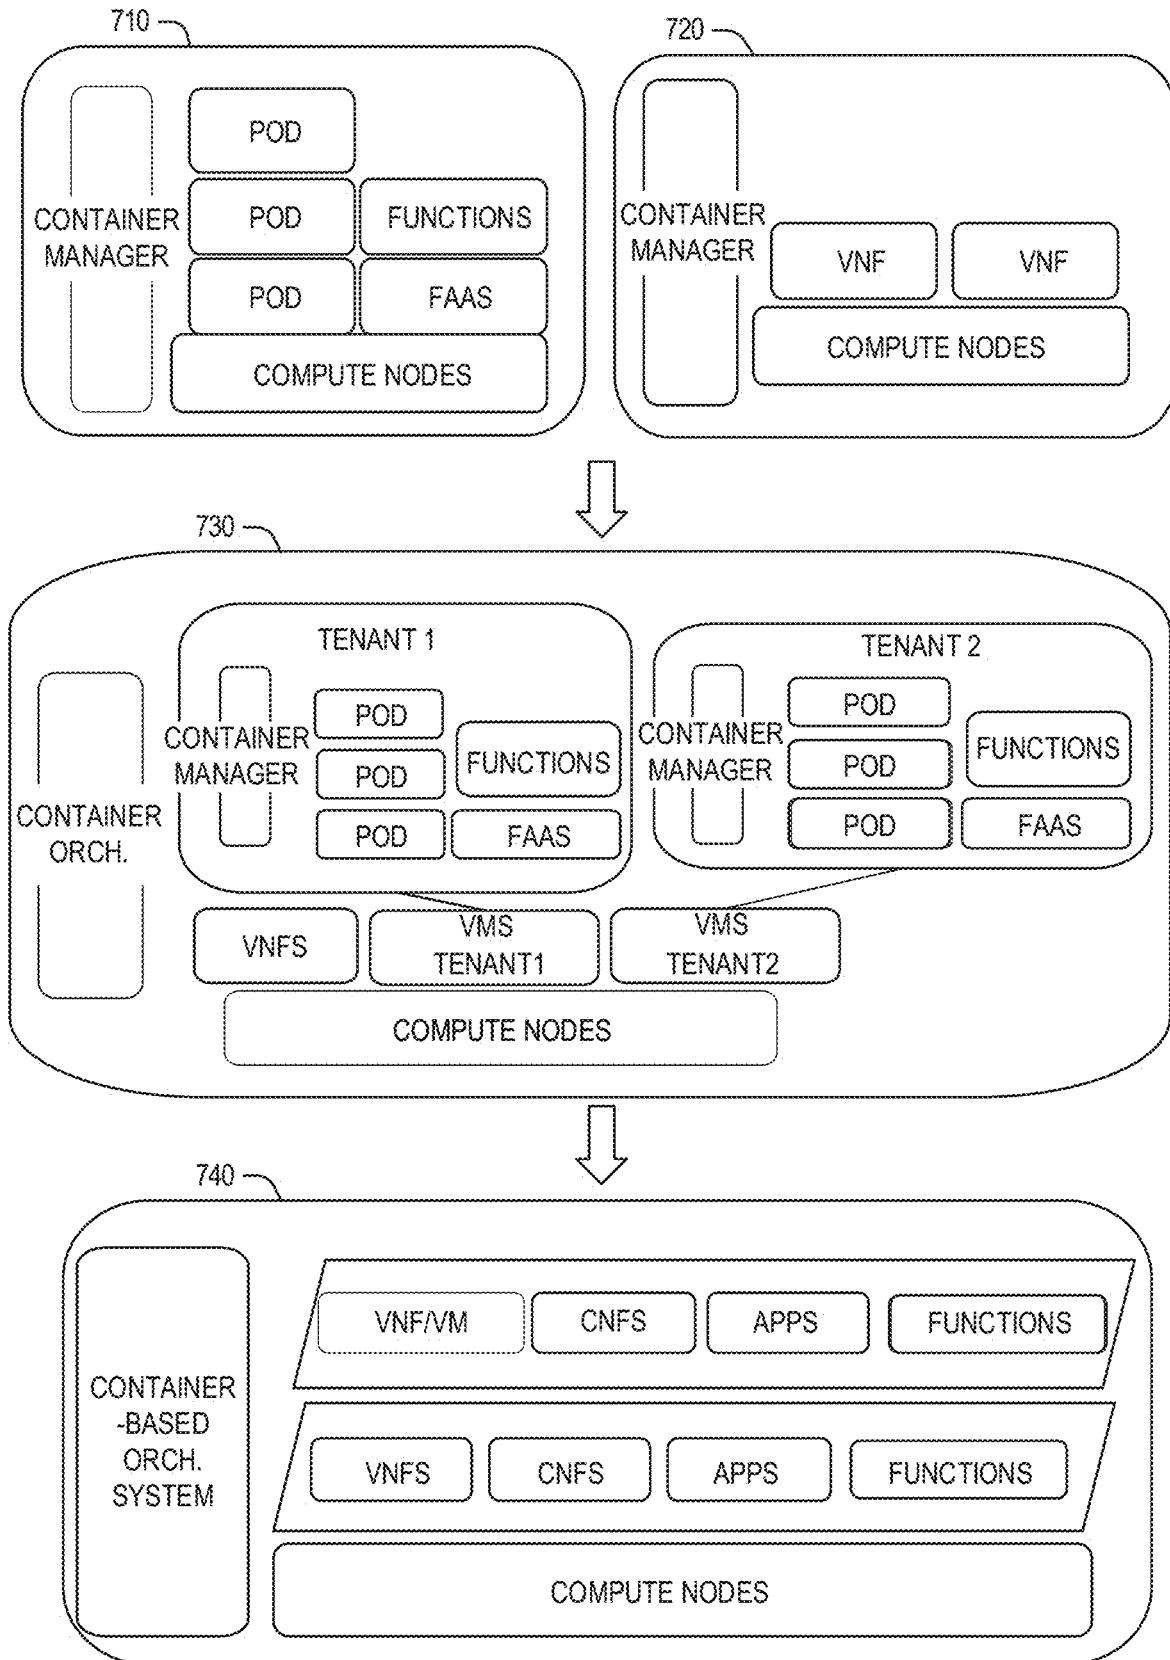 710
720
POD
CONTAINER
MANAGER
POD
FUNCTIONS
POD
FAAS
COMPUTE NODES
CONTAINER
MANAGER
VNF
VNF
COMPUTE NODES
730
CONTAINER
ORCH.
TENANT 1
CONTAINER
MANAGER
POD
POD
FUNCTIONS
POD
FAAS
TENANT 2
CONTAINER
MANAGER
POD
POD
FUNCTIONS
POD
FAAS
VNFS
VMS
TENANT1
VMS
TENANT2
COMPUTE NODES
740
CONTAINER
-BASED
ORCH.
SYSTEM
VNF/VM
CNFS
APPS
FUNCTIONS
VNFS
CNFS
APPS
FUNCTIONS
COMPUTE NODES